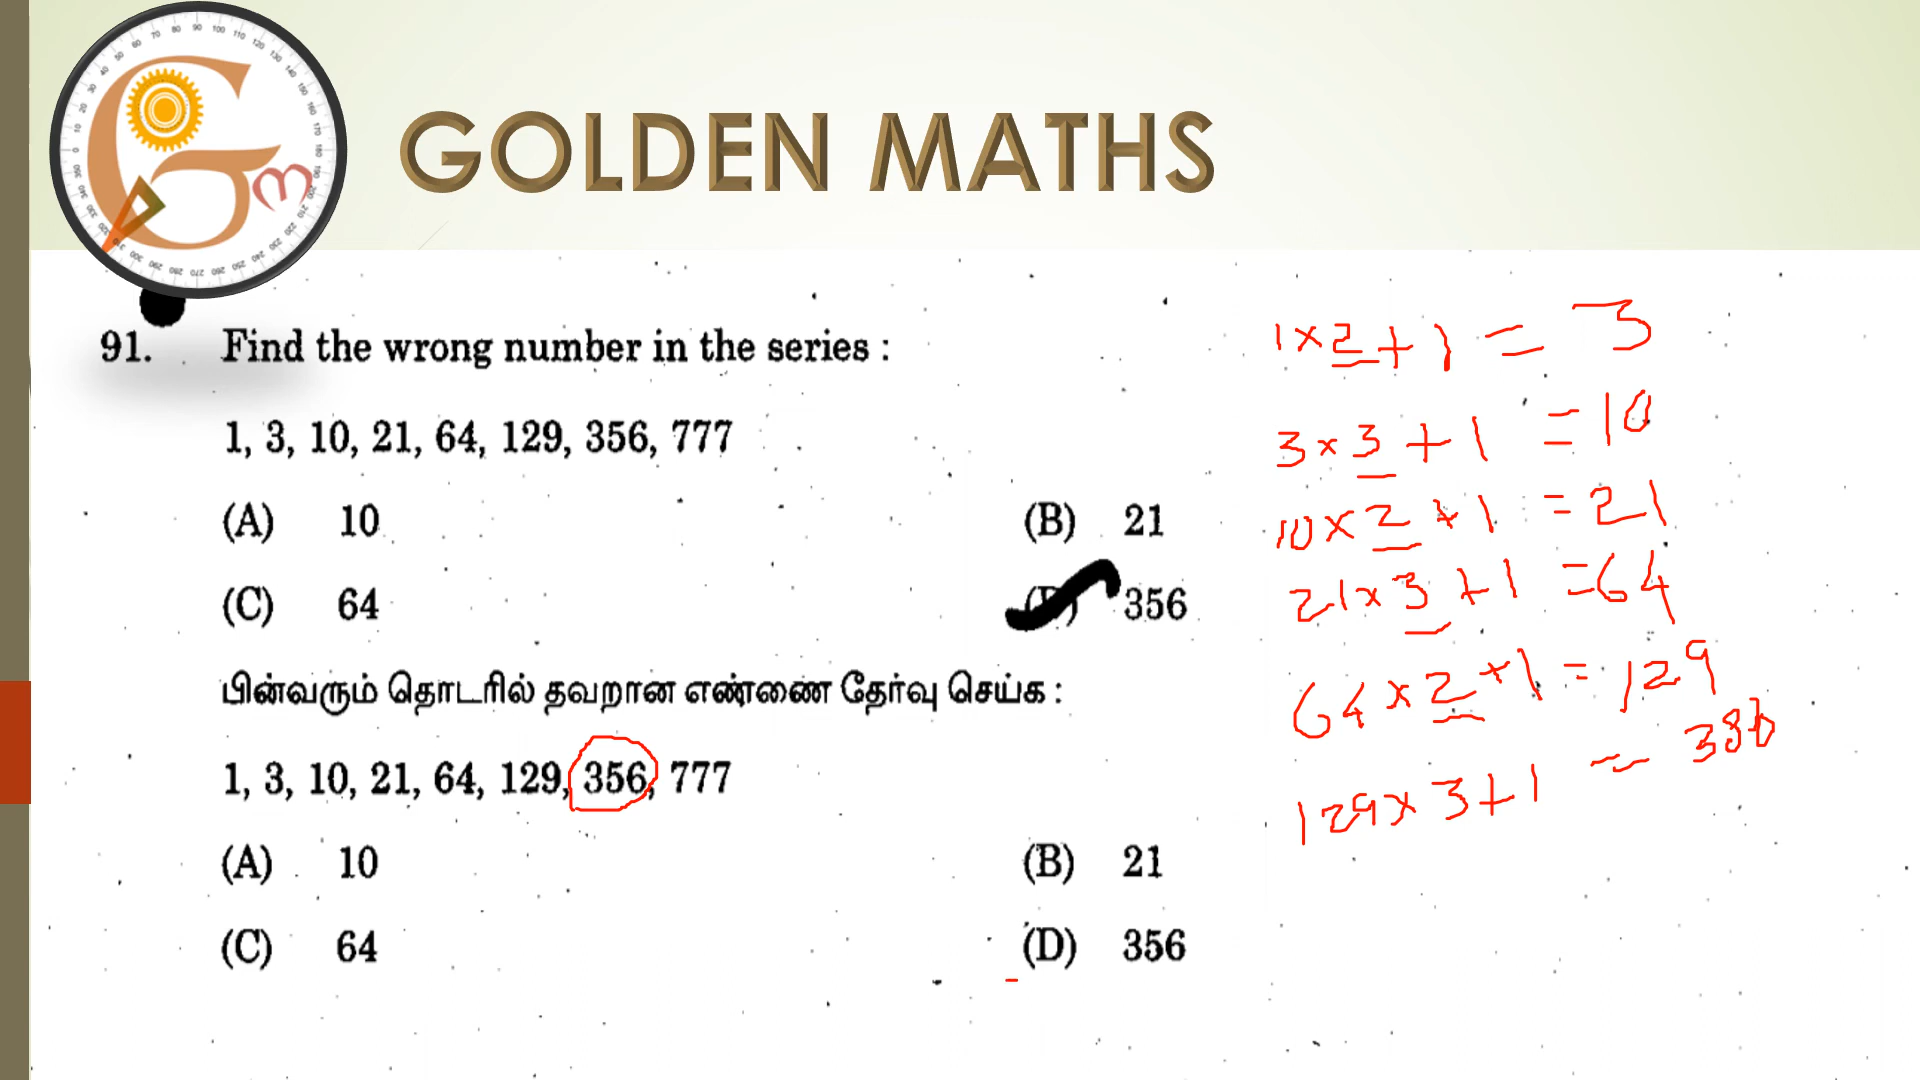 GOLDEN MATHS
Gm
91. Find the wrong number in the series :
1, 3, 10, 21, 64, 129, 356, 777
(A) 10
(B) 21
(C) 64
356
பின்வரும் தொடரில் தவறான எண்ணை தேர்வு செய்க :
1, 3, 10, 21, 64, 129, 356, 777
(A) 10
(B) 21
(C) 64
(D) 356
1 × 2 + 1 = 3
3 × 3 + 1 = 10
10 × 2 + 1 = 21
21 × 3 + 1 = 64
64 × 2 + 1 = 129
129 × 3 + 1 = 388